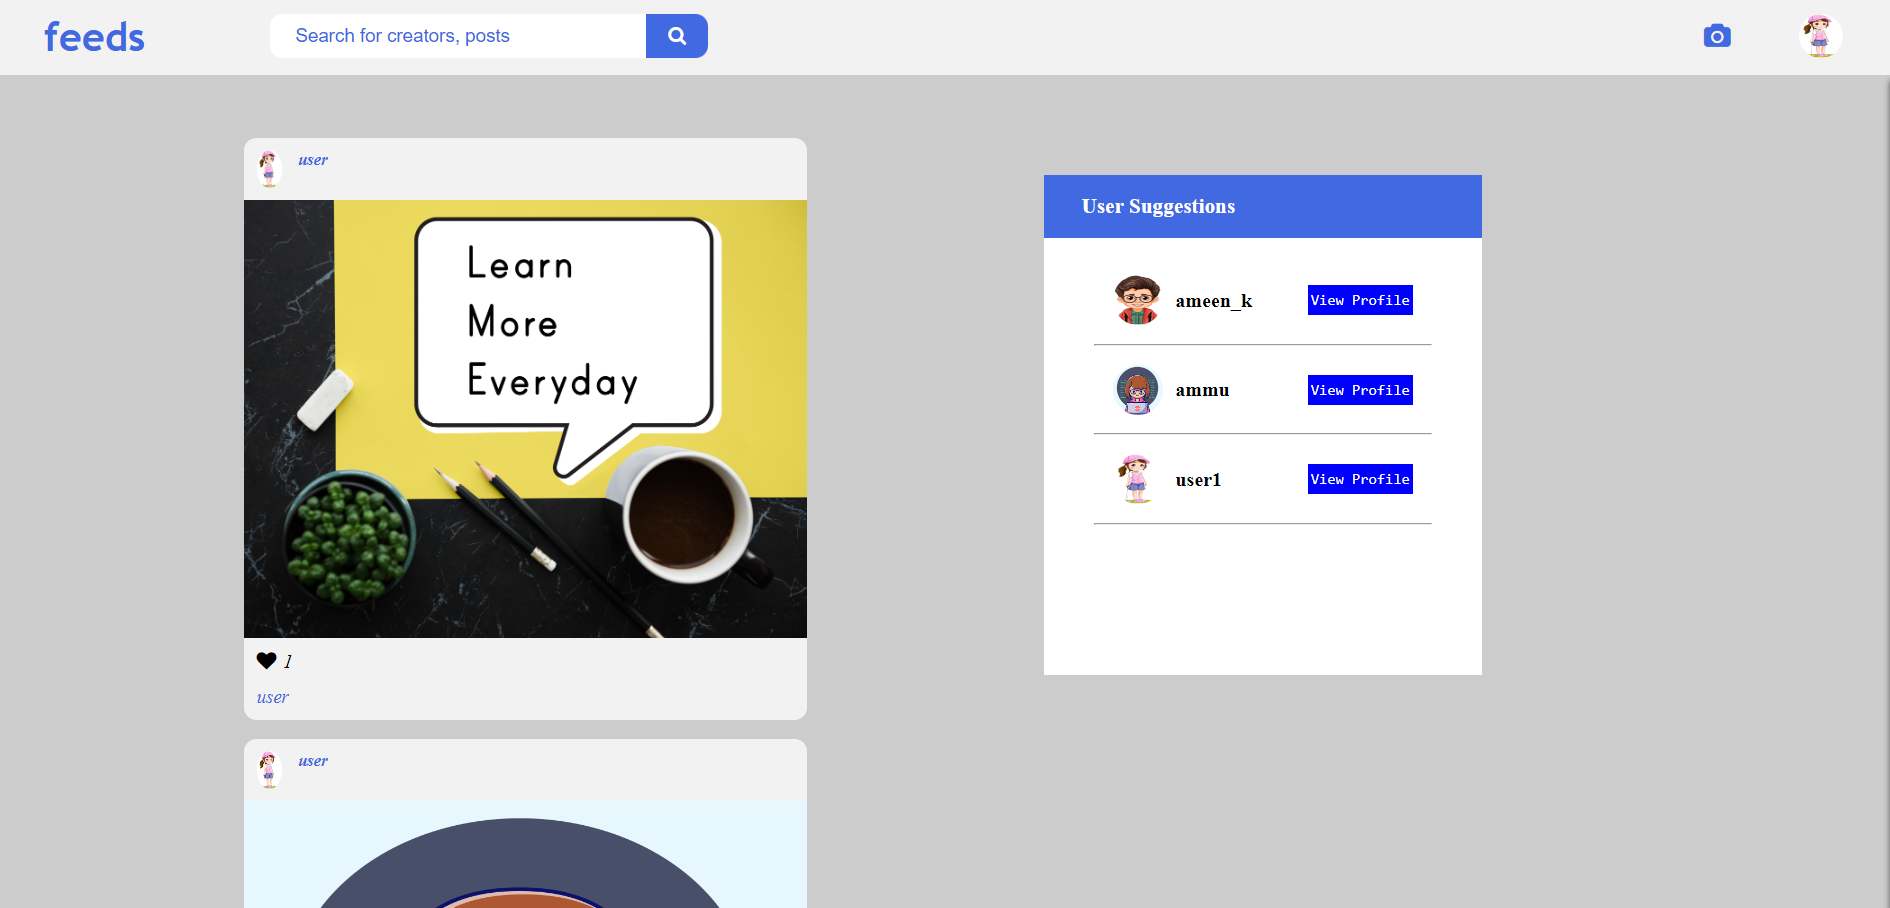 feeds
Search for creators, posts
user
Learn
More
Everyday
1
user
user
User Suggestions
ameen_k View Profile
ammu View Profile
user1 View Profile